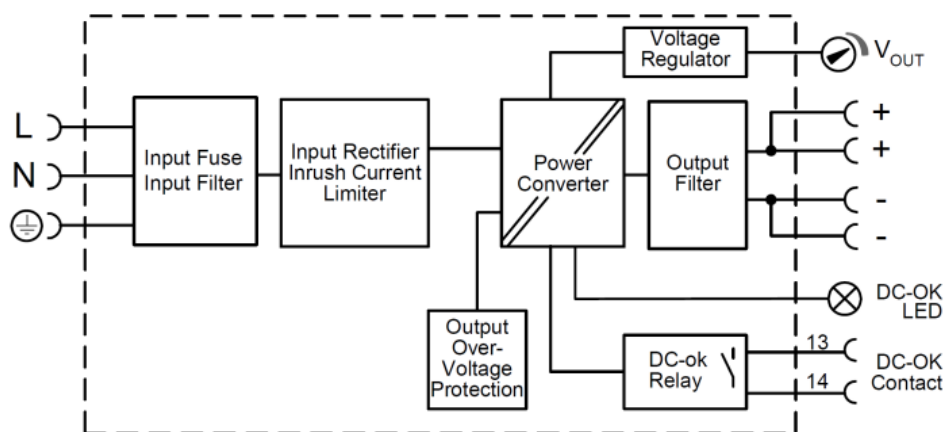 Voltage
Regulator
V OUT
L
N
Input Fuse
Input Filter
Input Rectifier
Inrush Current
Limiter
Power
Converter
Output
Filter
+
+
-
-
Output
Over-
Voltage
Protection
DC-OK
LED
DC-ok
Relay
13
14
DC-OK
Contact